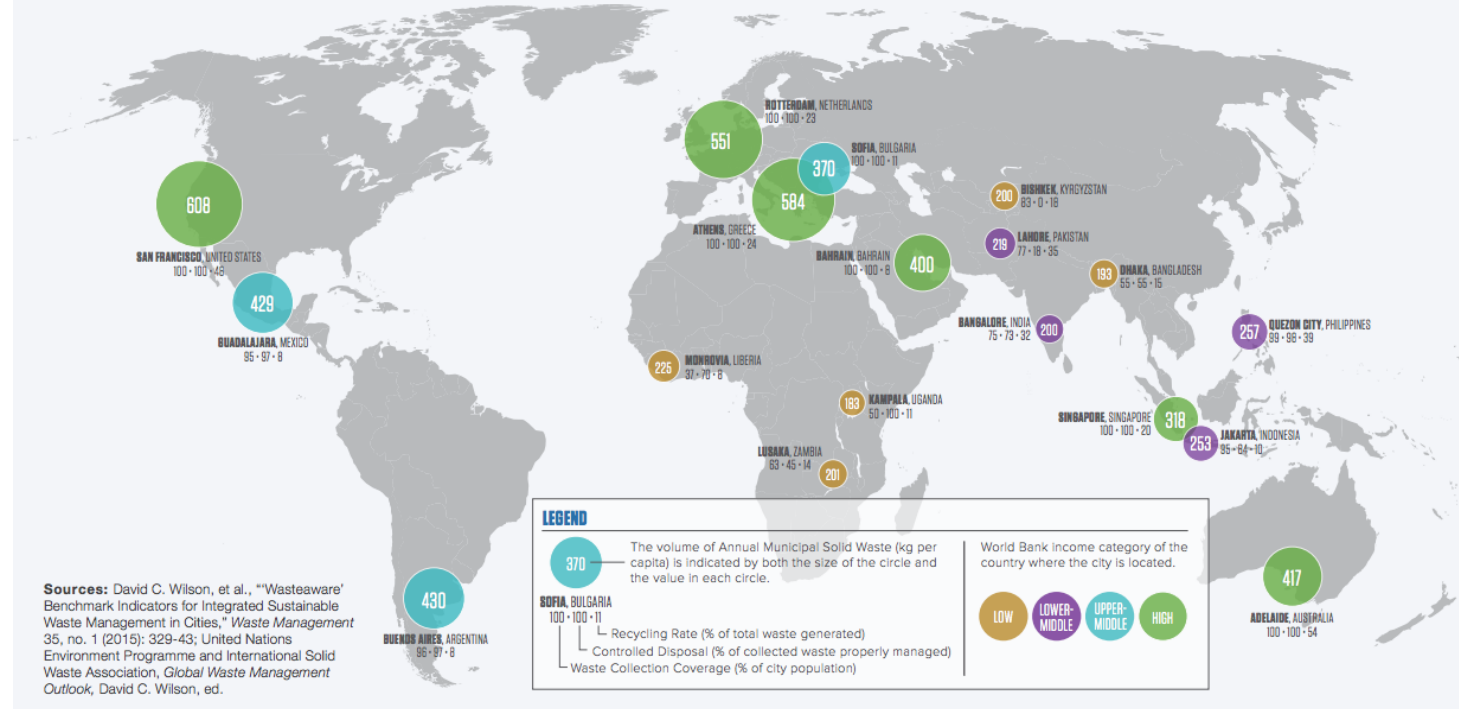 ROTTERDAM, NETHERLANDS
100 • 100 • 23
551
SOFIA, BULGARIA
100 • 100 • 11
370
584
ATHENS, GREECE
100 • 100 • 24
608
SAN FRANCISCO, UNITED STATES
100 • 100 • 48
429
GUADALAJARA, MEXICO
95 • 97 • 8
BISHKEK, KYRGYZSTAN
83 • 0 • 18
200
LAHORE, PAKISTAN
77 • 18 • 35
219
BAHRAIN, BAHRAIN
100 • 100 • 8
400
DHAKA, BANGLADESH
55 • 55 • 15
193
BANGALORE, INDIA
75 • 73 • 32
200
QUEZON CITY, PHILIPPINES
99 • 98 • 39
257
MONROVIA, LIBERIA
37 • 70 • 8
225
KAMPALA, UGANDA
50 • 100 • 11
183
SINGAPORE, SINGAPORE
100 • 100 • 20
318
JAKARTA, INDONESIA
95 • 64 • 10
253
LUSAKA, ZAMBIA
63 • 45 • 14
201
430
BUENOS AIRES, ARGENTINA
96 • 97 • 8
417
ADELAIDE, AUSTRALIA
100 • 100 • 54
LEGEND
370
The volume of Annual Municipal Solid Waste (kg per
capita) is indicated by both the size of the circle and
the value in each circle.
SOFIA, BULGARIA
100 • 100 • 11
Recycling Rate (% of total waste generated)
Controlled Disposal (% of collected waste properly managed)
Waste Collection Coverage (% of city population)
World Bank income category of the
country where the city is located.
LOW
LOWER-
MIDDLE
UPPER-
MIDDLE
HIGH
Sources: David C. Wilson, et al., “‘Wasteaware’
Benchmark Indicators for Integrated Sustainable
Waste Management in Cities,” Waste Management
35, no. 1 (2015): 329-43; United Nations
Environment Programme and International Solid
Waste Association, Global Waste Management
Outlook, David C. Wilson, ed.